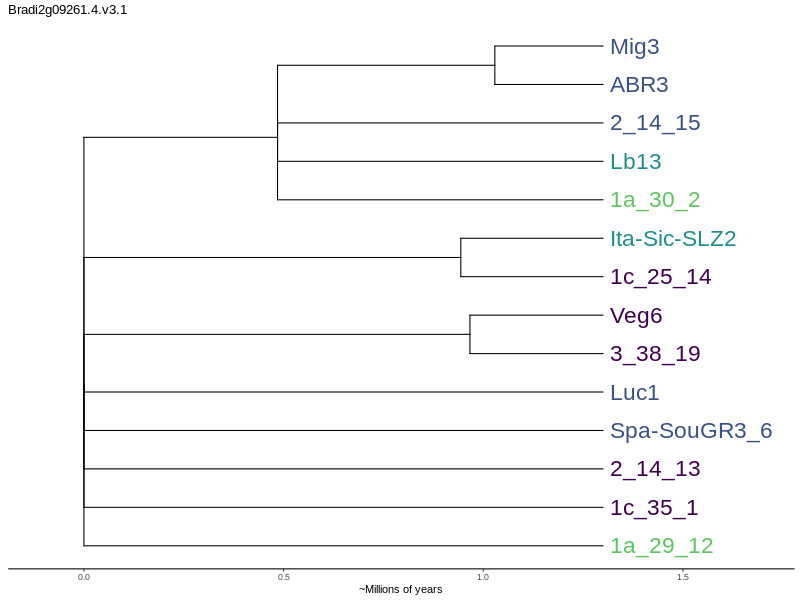 Bradi2g09261.4.v3.1
Mig3
ABR3
2_14_15
Lb13
1a_30_2
Ita-Sic-SLZ2
1c_25_14
Veg6
3_38_19
Luc1
Spa-SouGR3_6
2_14_13
1c_35_1
1a_29_12
0.0 0.5 1.0 1.5
~Millions of years